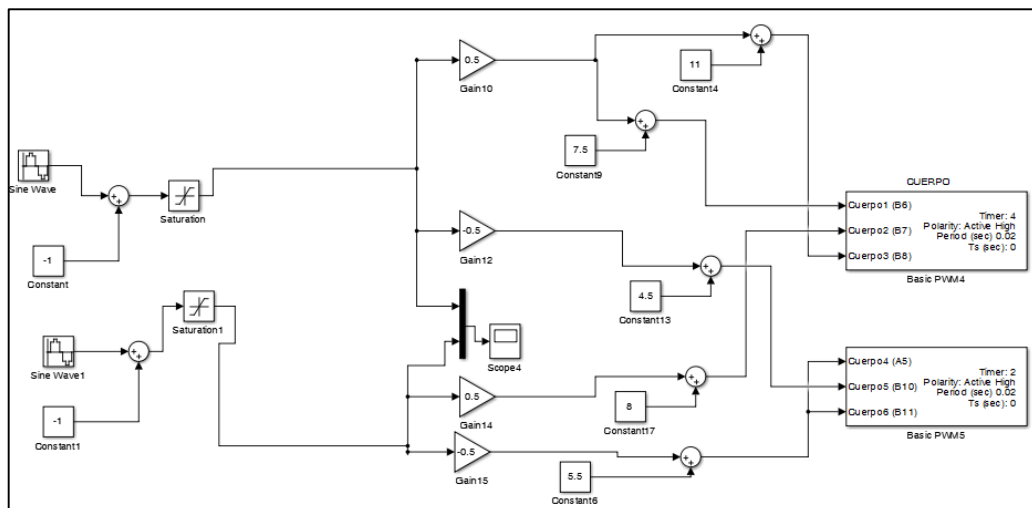 0.5
Gain10
11
Constant4
7.5
Constant9
Sine Wave
Saturation
-1
Constant
-0.5
Gain12
4.5
Constant13
CUERPO
Cuerpo1 (B6)
Cuerpo2 (B7)
Cuerpo3 (B8)
Timer: 4
Polarity: Active High
Period (sec) 0.02
Ts (sec): 0
Basic PWM4
Saturation1
Sine Wave1
-1
Constant1
Scope4
0.5
Gain14
8
Constant17
-0.5
Gain15
5.5
Constant6
Cuerpo4 (A5)
Cuerpo5 (B10)
Cuerpo6 (B11)
Timer: 2
Polarity: Active High
Period (sec) 0.02
Ts (sec): 0
Basic PWM5